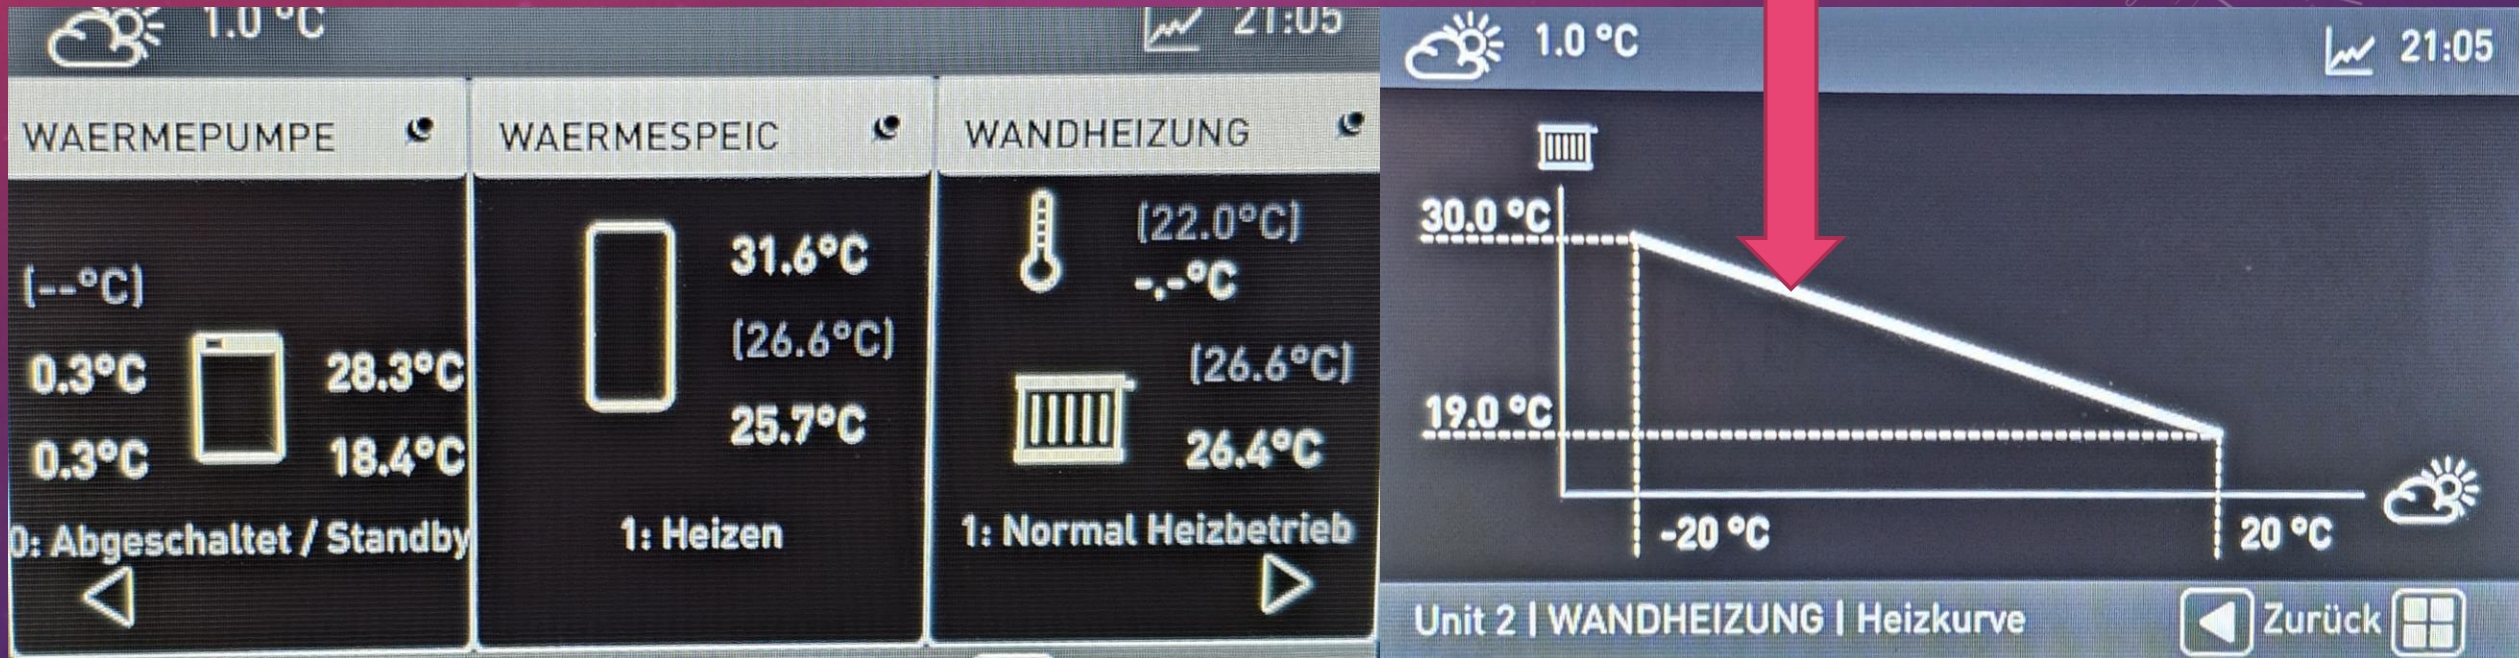 1.0 °C
21:05
WAERMEPUMPE
(--°C)
0.3°C
28.3°C
0.3°C
18.4°C
0: Abgeschaltet / Standby
WAERMESPEIC
31.6°C
(26.6°C)
25.7°C
1: Heizen
WANDHEIZUNG
(22.0°C)
-.-°C
(26.6°C)
26.4°C
1: Normal Heizbetrieb
1.0 °C
21:05
30.0 °C
19.0 °C
-20 °C
20 °C
Unit 2 | WANDHEIZUNG | Heizkurve
Zurück